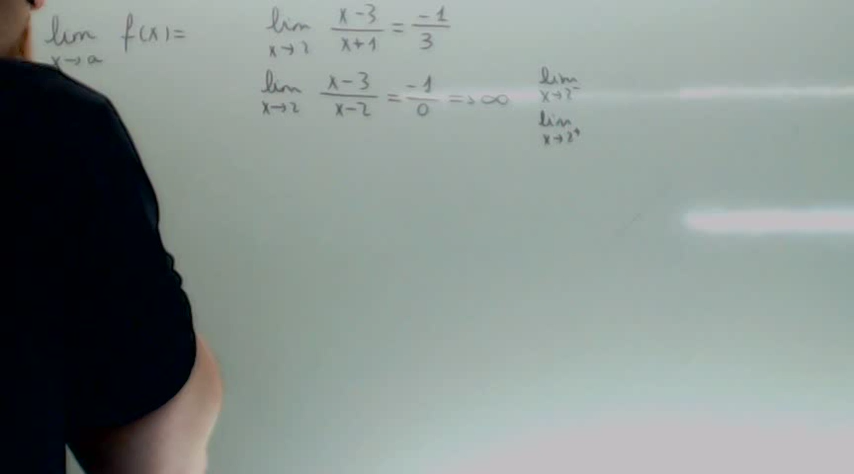 lim x→a f(x)=
lim x→2 x-3/x+1 = -1/3
lim x→2 x-3/x-2 = -1/0 ⇒ ∞
lim x→2⁻
lim x→2⁺